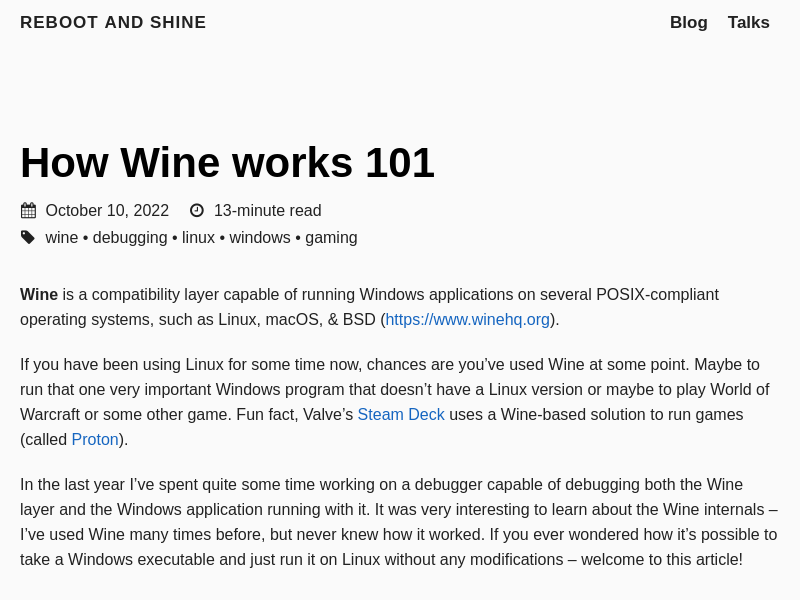 REBOOT AND SHINE
Blog Talks
How Wine works 101
October 10, 2022 13-minute read
wine • debugging • linux • windows • gaming
Wine is a compatibility layer capable of running Windows applications on several POSIX-compliant
operating systems, such as Linux, macOS, & BSD (https://www.winehq.org).
If you have been using Linux for some time now, chances are you’ve used Wine at some point. Maybe to
run that one very important Windows program that doesn’t have a Linux version or maybe to play World of
Warcraft or some other game. Fun fact, Valve’s Steam Deck uses a Wine-based solution to run games
(called Proton).
In the last year I’ve spent quite some time working on a debugger capable of debugging both the Wine
layer and the Windows application running with it. It was very interesting to learn about the Wine internals –
I’ve used Wine many times before, but never knew how it worked. If you ever wondered how it’s possible to
take a Windows executable and just run it on Linux without any modifications – welcome to this article!